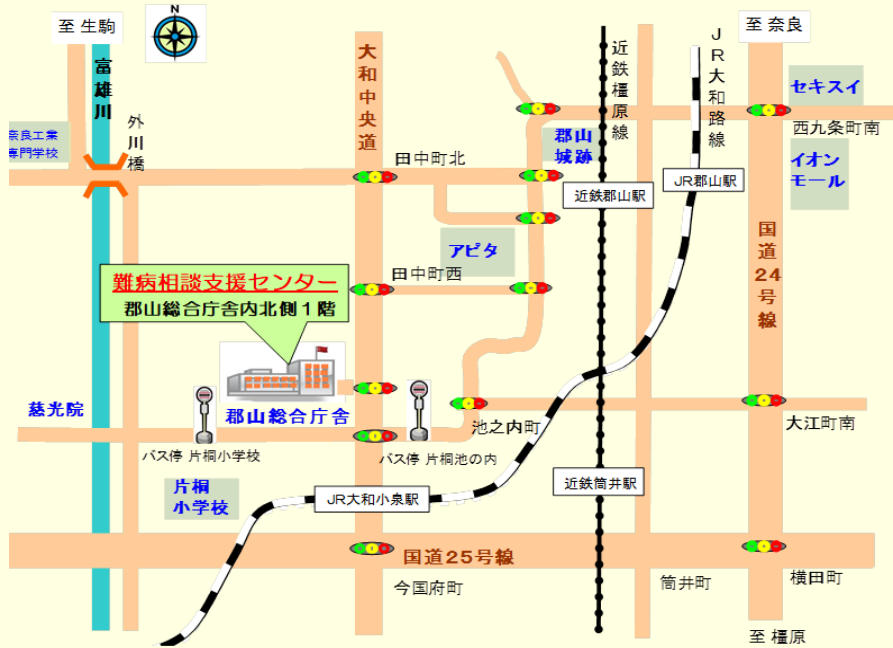 至 生駒
富雄川
外川橋
奈良工業
専門学校
大和中央道
近鉄橿原線
JR大和路線
至 奈良
セキスイ
西九条町南
郡山
城跡
田中町北
イオン
モール
近鉄郡山駅
JR郡山駅
国道24号線
アピタ
難病相談支援センター
郡山総合庁舎内北側1階
田中町西
慈光院
郡山総合庁舎
池之内町
大江町南
バス停 片桐小学校
バス停 片桐池の内
片桐
小学校
JR大和小泉駅
近鉄筒井駅
国道25号線
今国府町
筒井町
横田町
至 橿原